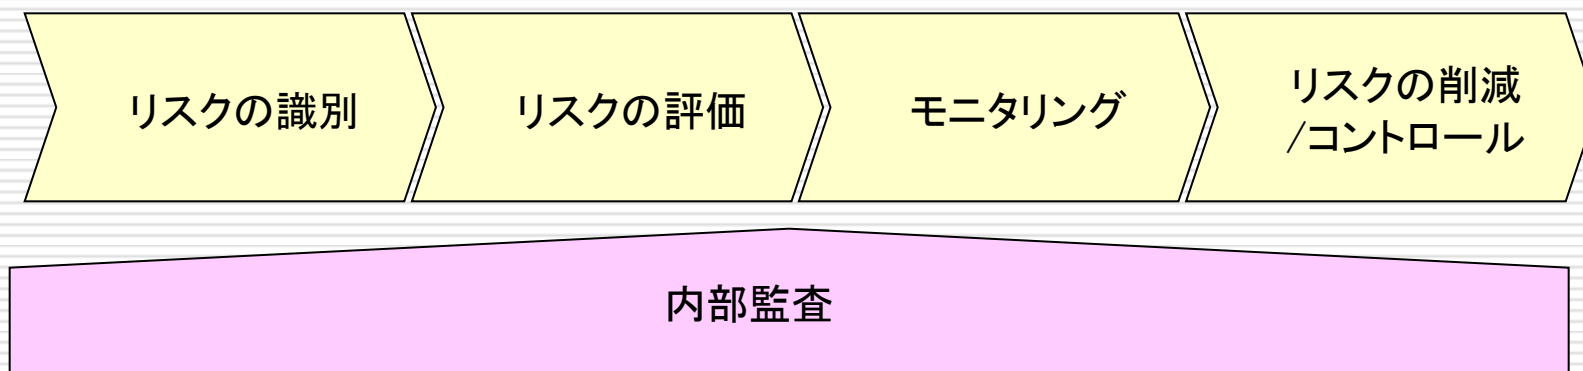 リスクの識別
リスクの評価
モニタリング
リスクの削減
/コントロール
内部監査